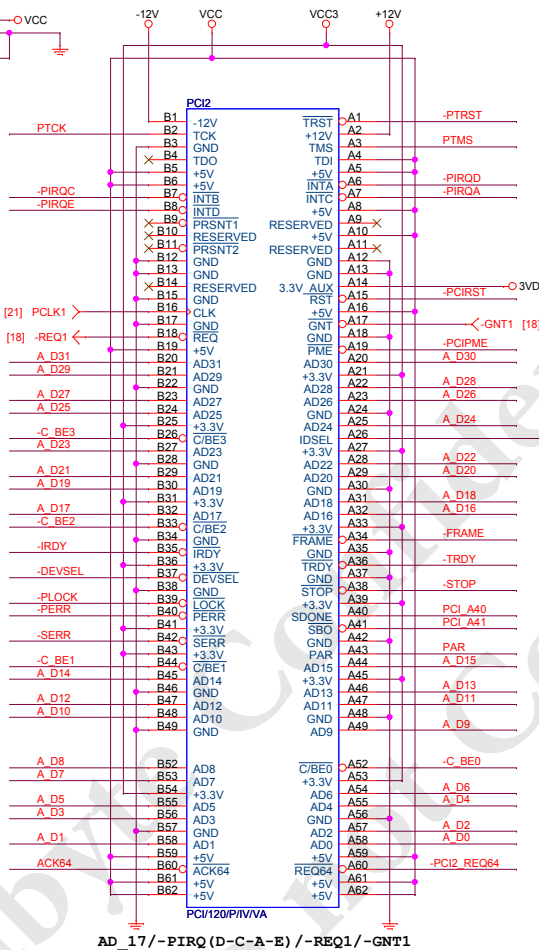 -12V VCC VCC3 +12V
VCC
PCI2
B1 -12V TRST A1 -PTRST
PTCK B2 TCK +12V A2
B3 GND TMS A3 PTMS
B4 TDO TDI A4
B5 +5V +5V A5
B6 +5V INTA A6 -PIRQD
-PIRQC B7 INTB INTC A7 -PIRQA
-PIRQE B8 INTD +5V A8
B9 PRSNT1 RESERVED A9
B10 RESERVED +5V A10
B11 PRSNT2 RESERVED A11
B12 GND GND A12
B13 GND GND A13
B14 RESERVED 3.3V_AUX A14 3VD
B15 GND RST A15 -PCIRST
[21] PCLK1 B16 CLK +5V A16
B17 GND GNT A17 -GNT1 [18]
[18] -REQ1 B18 REQ GND A18
B19 +5V PME A19 -PCIPME
A_D31 B20 AD31 AD30 A20 A_D30
A_D29 B21 AD29 +3.3V A21
B22 GND AD28 A22 A_D28
A_D27 B23 AD27 AD26 A23 A_D26
A_D25 B24 AD25 GND A24
B25 +3.3V AD24 A25 A_D24
-C_BE3 B26 C/BE3 IDSEL A26
A_D23 B27 AD23 +3.3V A27
B28 GND AD22 A28 A_D22
A_D21 B29 AD21 AD20 A29 A_D20
A_D19 B30 AD19 GND A30
B31 +3.3V AD18 A31 A_D18
A_D17 B32 AD17 AD16 A32 A_D16
-C_BE2 B33 C/BE2 +3.3V A33
B34 GND FRAME A34 -FRAME
-IRDY B35 IRDY GND A35
B36 +3.3V TRDY A36 -TRDY
-DEVSEL B37 DEVSEL GND A37
B38 GND STOP A38 -STOP
-PLOCK B39 LOCK +3.3V A39
-PERR B40 PERR SDONE A40 PCI_A40
B41 +3.3V SBO A41 PCI_A41
-SERR B42 SERR GND A42
B43 +3.3V PAR A43 PAR
-C_BE1 B44 C/BE1 AD15 A44 A_D15
A_D14 B45 AD14 +3.3V A45
B46 GND AD13 A46 A_D13
A_D12 B47 AD12 AD11 A47 A_D11
A_D10 B48 AD10 GND A48
B49 GND AD9 A49 A_D9
A_D8 B52 AD8 C/BE0 A52 -C_BE0
A_D7 B53 AD7 +3.3V A53
B54 +3.3V AD6 A54 A_D6
A_D5 B55 AD5 AD4 A55 A_D4
A_D3 B56 AD3 GND A56
B57 GND AD2 A57 A_D2
A_D1 B58 AD1 AD0 A58 A_D0
B59 +5V +5V A59
ACK64 B60 ACK64 REQ64 A60 -PCI2_REQ64
B61 +5V +5V A61
B62 +5V +5V A62
PCI/120/P/IV/VA
AD_17/-PIRQ(D-C-A-E)/-REQ1/-GNT1